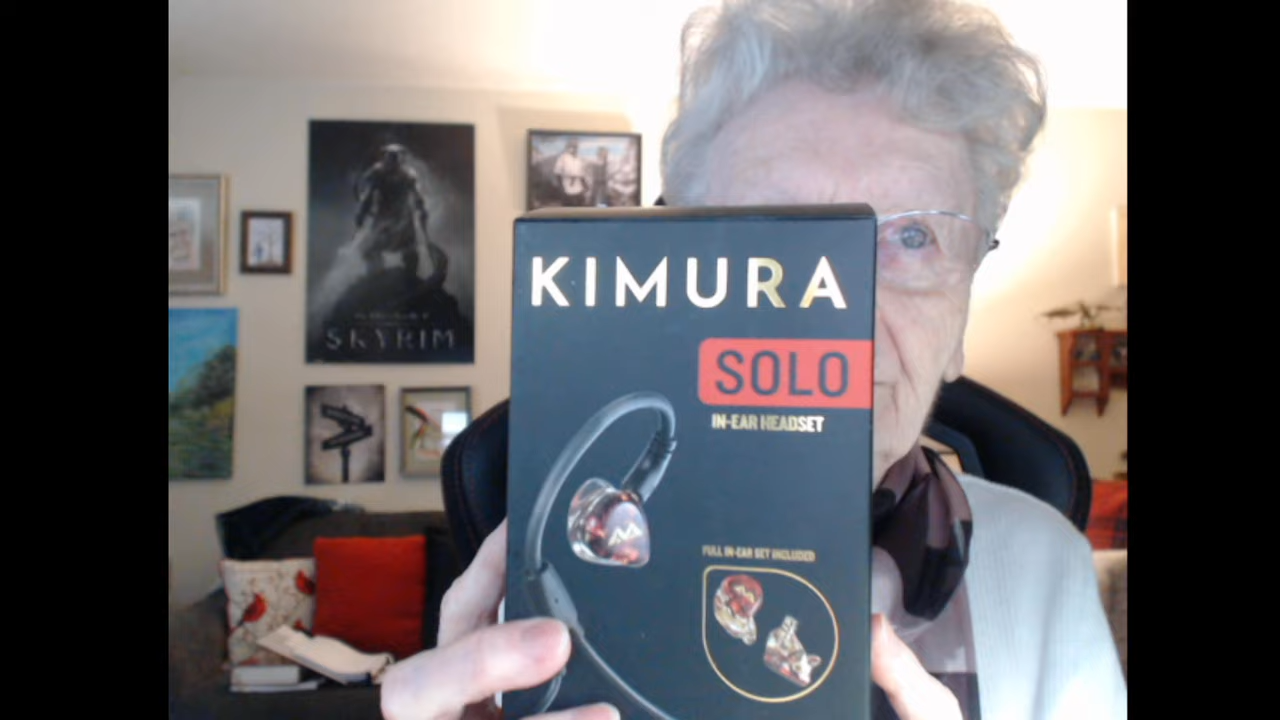 SKYRIM
KIMURA
SOLO
IN-EAR HEADSET
FULL IN-EAR SET INCLUDED